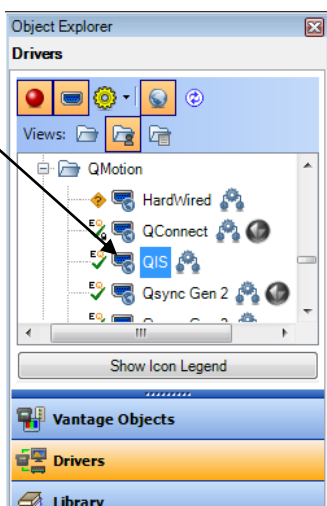 Object Explorer
Drivers
Views:
QMotion
HardWired
QConnect
QIS
Qsync Gen 2
Show Icon Legend
Vantage Objects
Drivers
Library